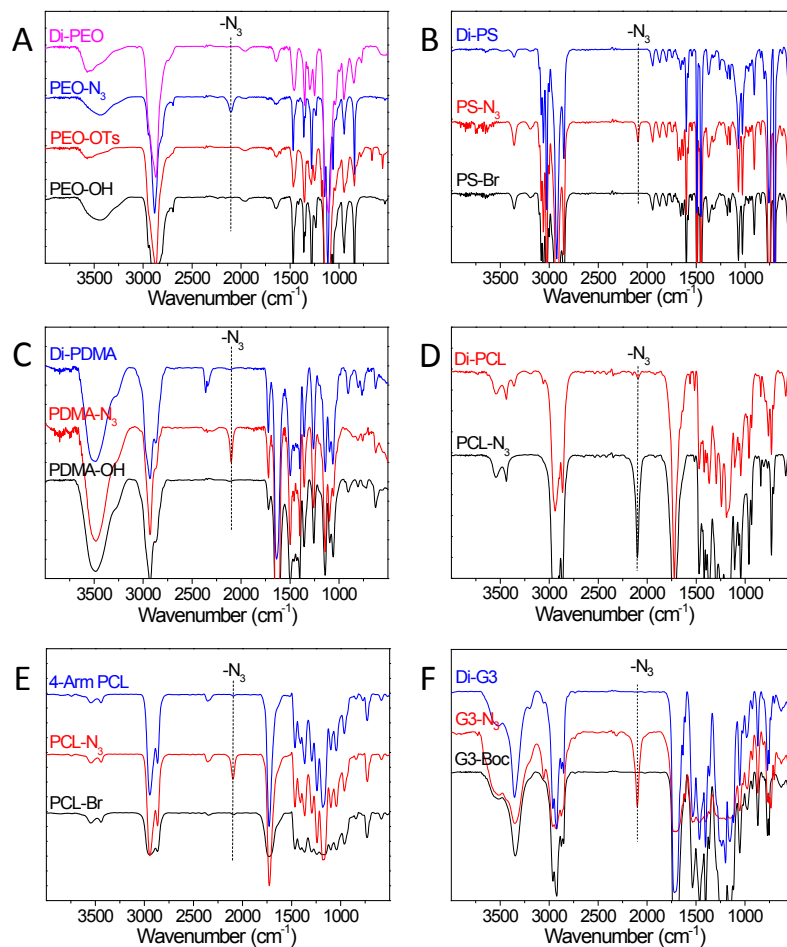 A
-N3
Di-PEO
PEO-N3
PEO-OTs
PEO-OH
3500 3000 2500 2000 1500 1000
Wavenumber (cm-1)
B
-N3
Di-PS
PS-N3
PS-Br
3500 3000 2500 2000 1500 1000
Wavenumber (cm-1)
C
-N3
Di-PDMA
PDMA-N3
PDMA-OH
3500 3000 2500 2000 1500 1000
Wavenumber (cm-1)
D
-N3
Di-PCL
PCL-N3
3500 3000 2500 2000 1500 1000
Wavenumber (cm-1)
E
-N3
4-Arm PCL
PCL-N3
PCL-Br
3500 3000 2500 2000 1500 1000
Wavenumber (cm-1)
F
-N3
Di-G3
G3-N3
G3-Boc
3500 3000 2500 2000 1500 1000
Wavenumber (cm-1)